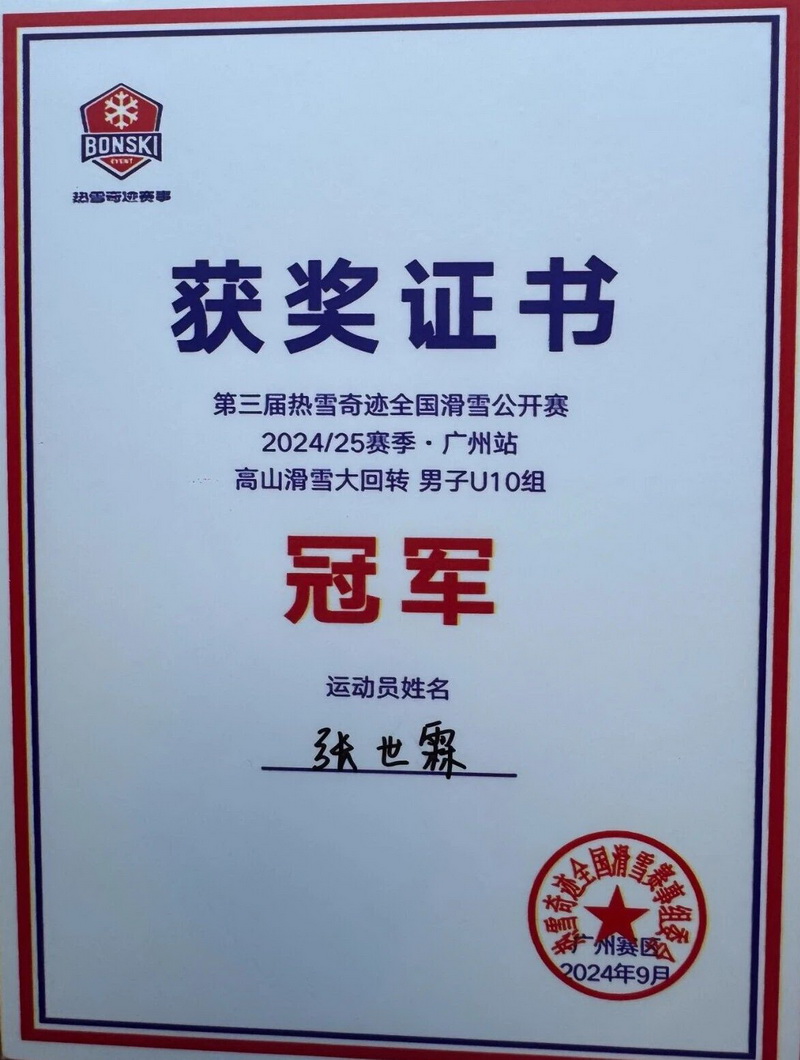 BONSKI
EVENT
热雪奇迹赛事
获奖证书
第三届热雪奇迹全国滑雪公开赛
2024/25赛季·广州站
高山滑雪大回转 男子U10组
冠军
运动员姓名
张世霖
热雪奇迹全国滑雪赛事组委会
广州赛区
2024年9月